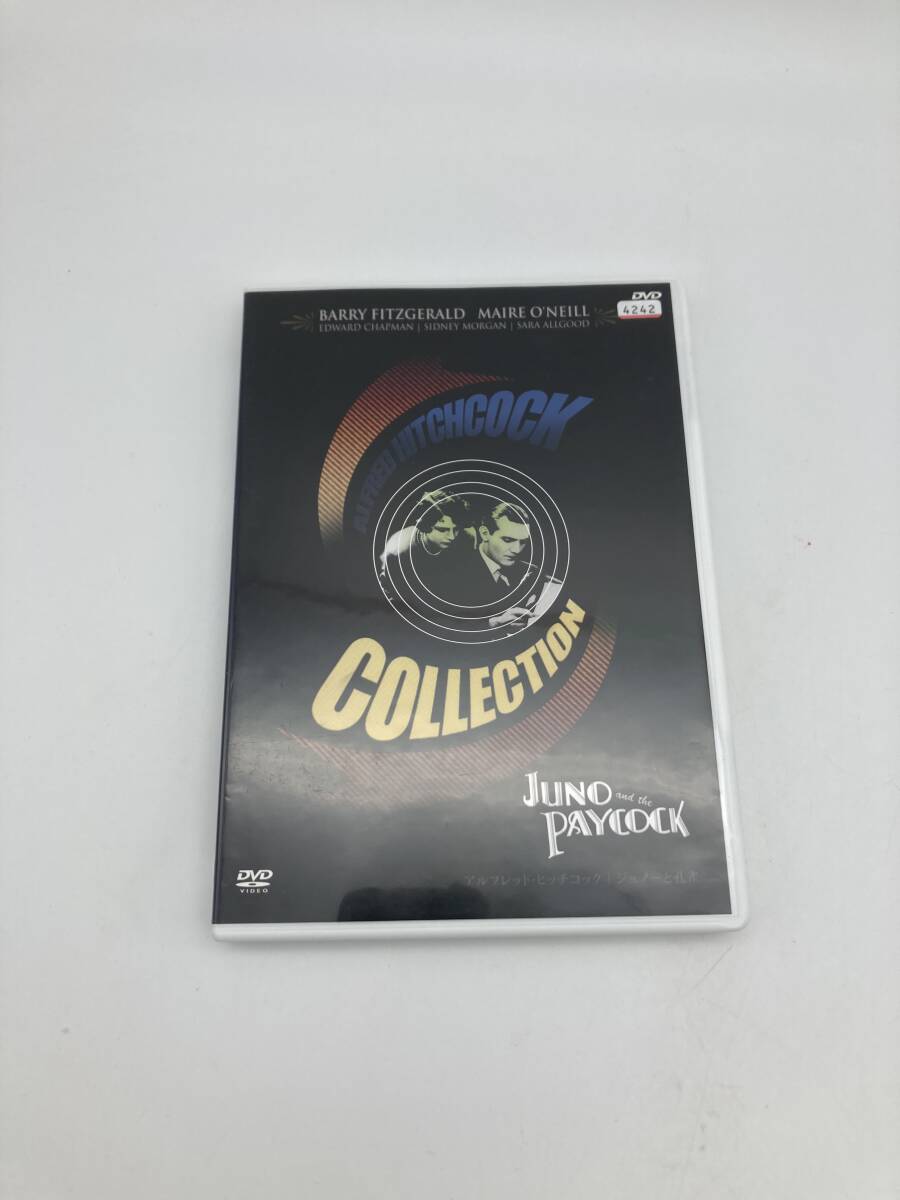 DVD
4242
BARRY FITZGERALD MAIRE O'NEILL
EDWARD CHAPMAN | SIDNEY MORGAN | SARA ALLGOOD
ALFRED HITCHCOCK
COLLECTION
JUNO and the
PAYCOCK
アルフレッド・ヒッチコック | ジュノーと孔雀
DVD
VIDEO